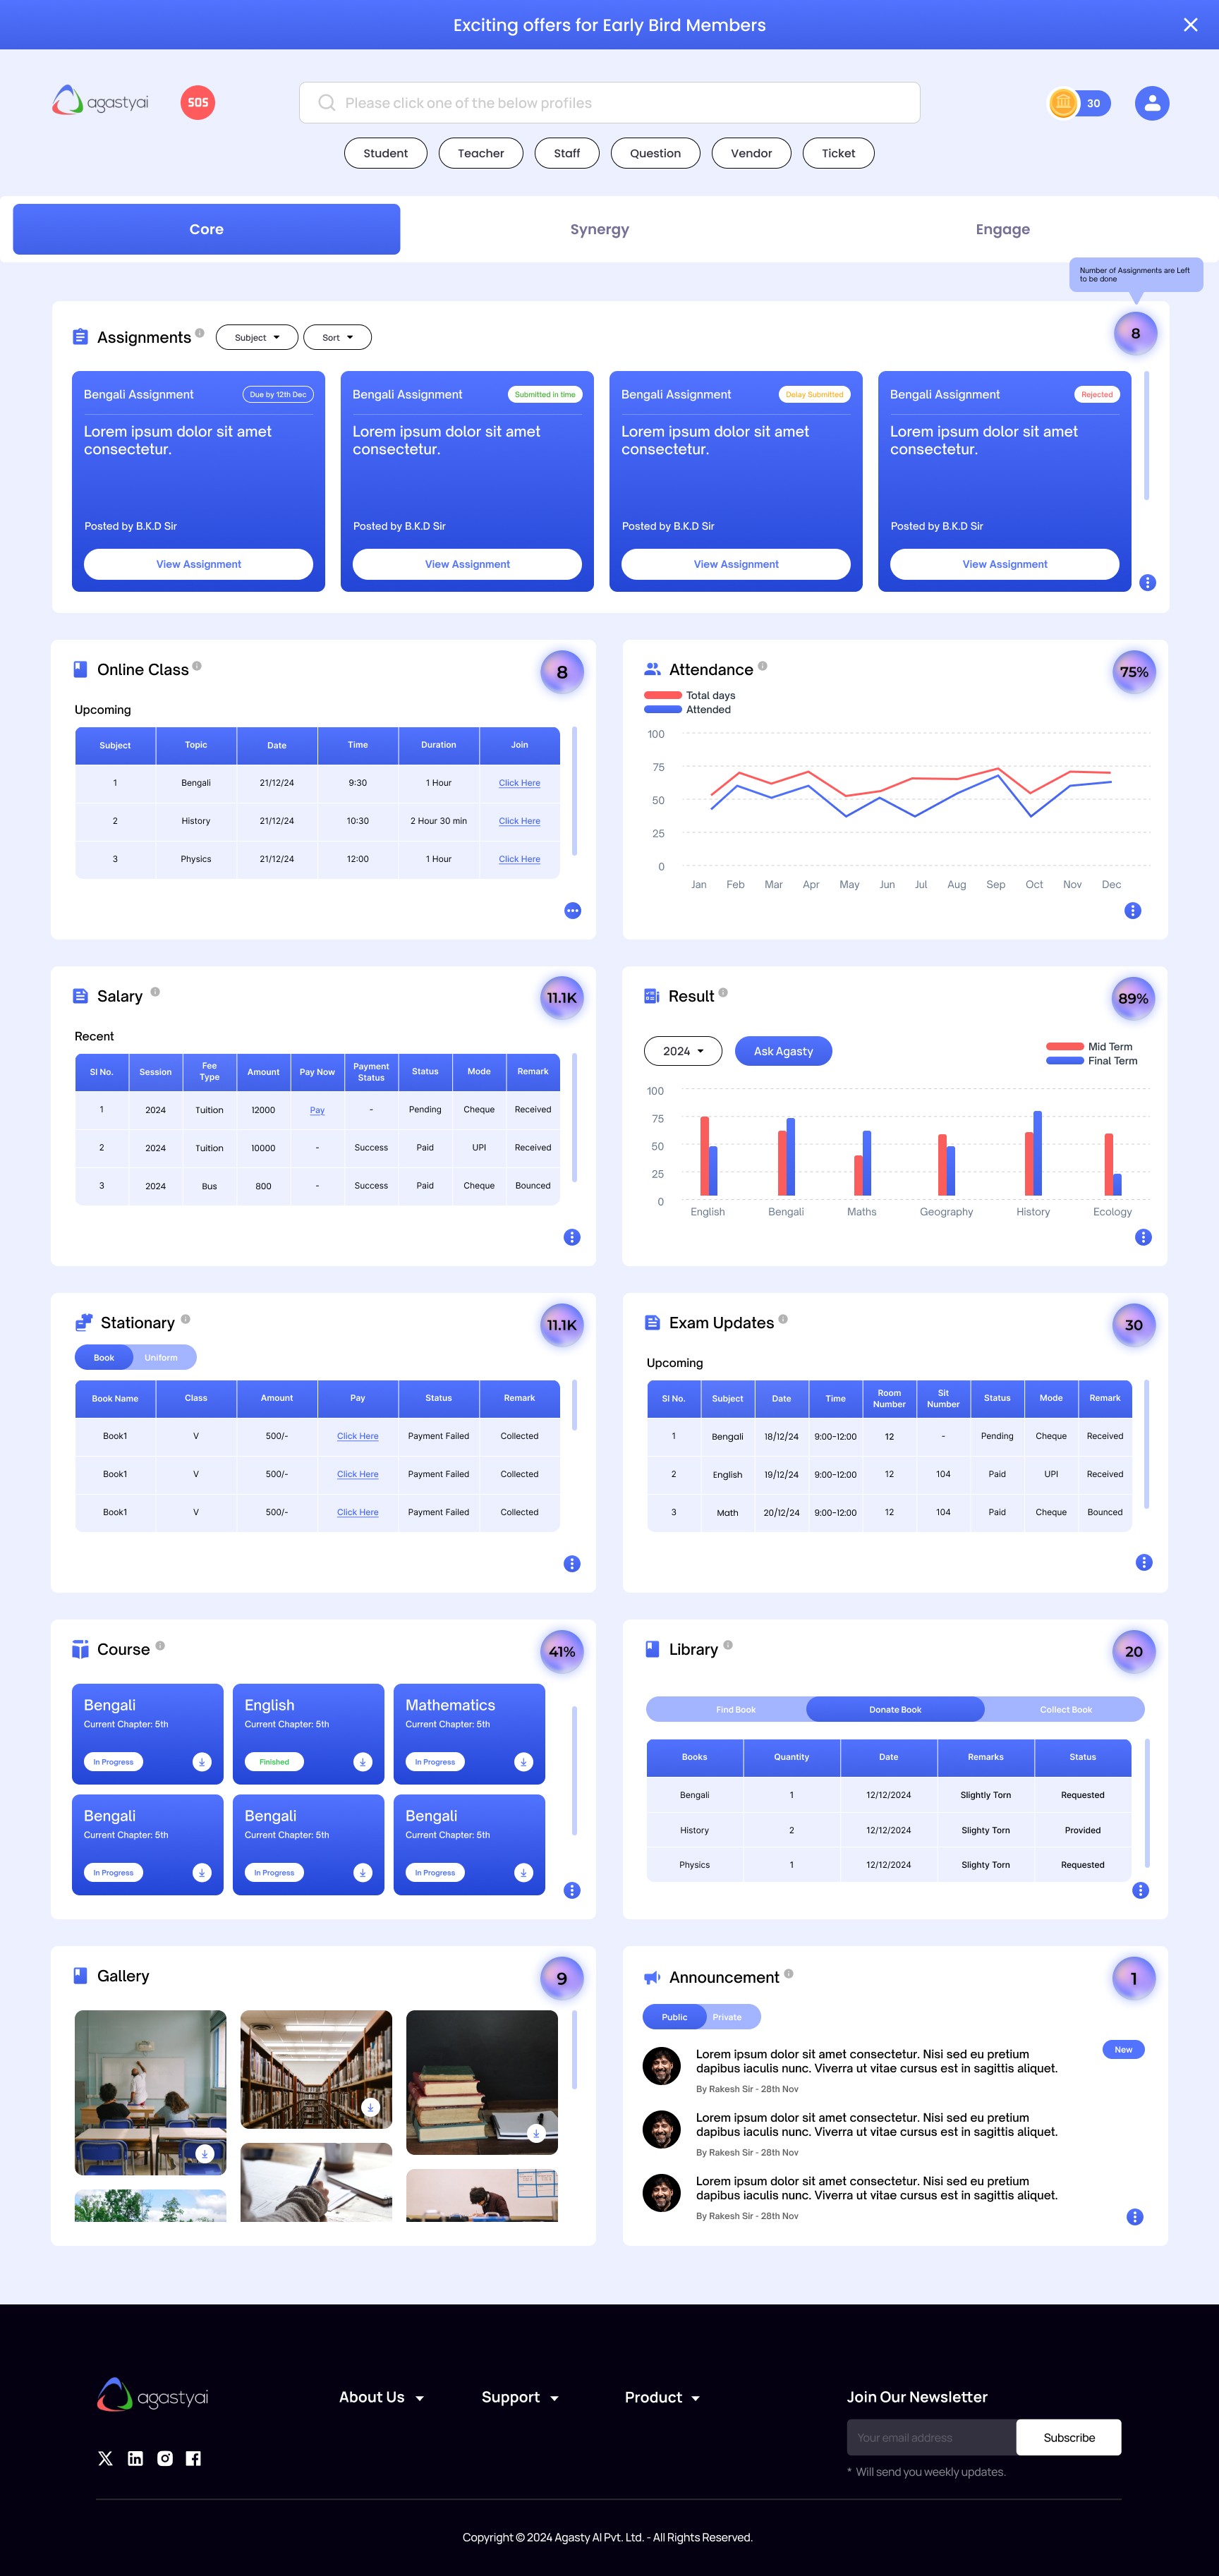 Exciting offers for Early Bird Members
agastyai
SOS
Please click one of the below profiles
30
Student
Teacher
Staff
Question
Vendor
Ticket
Core
Synergy
Engage
Number of Assignments are Left
to be done
Assignments
Subject
Sort
8
Bengali Assignment
Due by 12th Dec
Lorem ipsum dolor sit amet
consectetur.
Posted by B.K.D Sir
View Assignment
Bengali Assignment
Submitted in time
Lorem ipsum dolor sit amet
consectetur.
Posted by B.K.D Sir
View Assignment
Bengali Assignment
Delay Submitted
Lorem ipsum dolor sit amet
consectetur.
Posted by B.K.D Sir
View Assignment
Bengali Assignment
Rejected
Lorem ipsum dolor sit amet
consectetur.
Posted by B.K.D Sir
View Assignment
Online Class
8
Upcoming
Subject Topic Date Time Duration Join
1 Bengali 21/12/24 9:30 1 Hour Click Here
2 History 21/12/24 10:30 2 Hour 30 min Click Here
3 Physics 21/12/24 12:00 1 Hour Click Here
Attendance
75%
Total days
Attended
100
75
50
25
0
Jan Feb Mar Apr May Jun Jul Aug Sep Oct Nov Dec
Salary
11.1K
Recent
Sl No. Session Fee Type Amount Pay Now Payment Status Status Mode Remark
1 2024 Tuition 12000 Pay - Pending Cheque Received
2 2024 Tuition 10000 - Success Paid UPI Received
3 2024 Bus 800 - Success Paid Cheque Bounced
Result
89%
2024
Ask Agasty
Mid Term
Final Term
100
75
50
25
0
English Bengali Maths Geography History Ecology
Stationary
11.1K
Book
Uniform
Book Name Class Amount Pay Status Remark
Book1 V 500/- Click Here Payment Failed Collected
Book1 V 500/- Click Here Payment Failed Collected
Book1 V 500/- Click Here Payment Failed Collected
Exam Updates
30
Upcoming
Sl No. Subject Date Time Room Number Sit Number Status Mode Remark
1 Bengali 18/12/24 9:00-12:00 12 - Pending Cheque Received
2 English 19/12/24 9:00-12:00 12 104 Paid UPI Received
3 Math 20/12/24 9:00-12:00 12 104 Paid Cheque Bounced
Course
41%
Bengali
Current Chapter: 5th
In Progress
English
Current Chapter: 5th
Finished
Mathematics
Current Chapter: 5th
In Progress
Bengali
Current Chapter: 5th
In Progress
Bengali
Current Chapter: 5th
In Progress
Bengali
Current Chapter: 5th
In Progress
Library
20
Find Book
Donate Book
Collect Book
Books Quantity Date Remarks Status
Bengali 1 12/12/2024 Slightly Torn Requested
History 2 12/12/2024 Slighty Torn Provided
Physics 1 12/12/2024 Slighty Torn Requested
Gallery
9
Announcement
1
Public
Private
New
Lorem ipsum dolor sit amet consectetur. Nisi sed eu pretium
dapibus iaculis nunc. Viverra ut vitae cursus est in sagittis aliquet.
By Rakesh Sir - 28th Nov
Lorem ipsum dolor sit amet consectetur. Nisi sed eu pretium
dapibus iaculis nunc. Viverra ut vitae cursus est in sagittis aliquet.
By Rakesh Sir - 28th Nov
Lorem ipsum dolor sit amet consectetur. Nisi sed eu pretium
dapibus iaculis nunc. Viverra ut vitae cursus est in sagittis aliquet.
By Rakesh Sir - 28th Nov
agastyai
About Us
Support
Product
Join Our Newsletter
Your email address
Subscribe
* Will send you weekly updates.
Copyright © 2024 Agasty AI Pvt. Ltd. - All Rights Reserved.